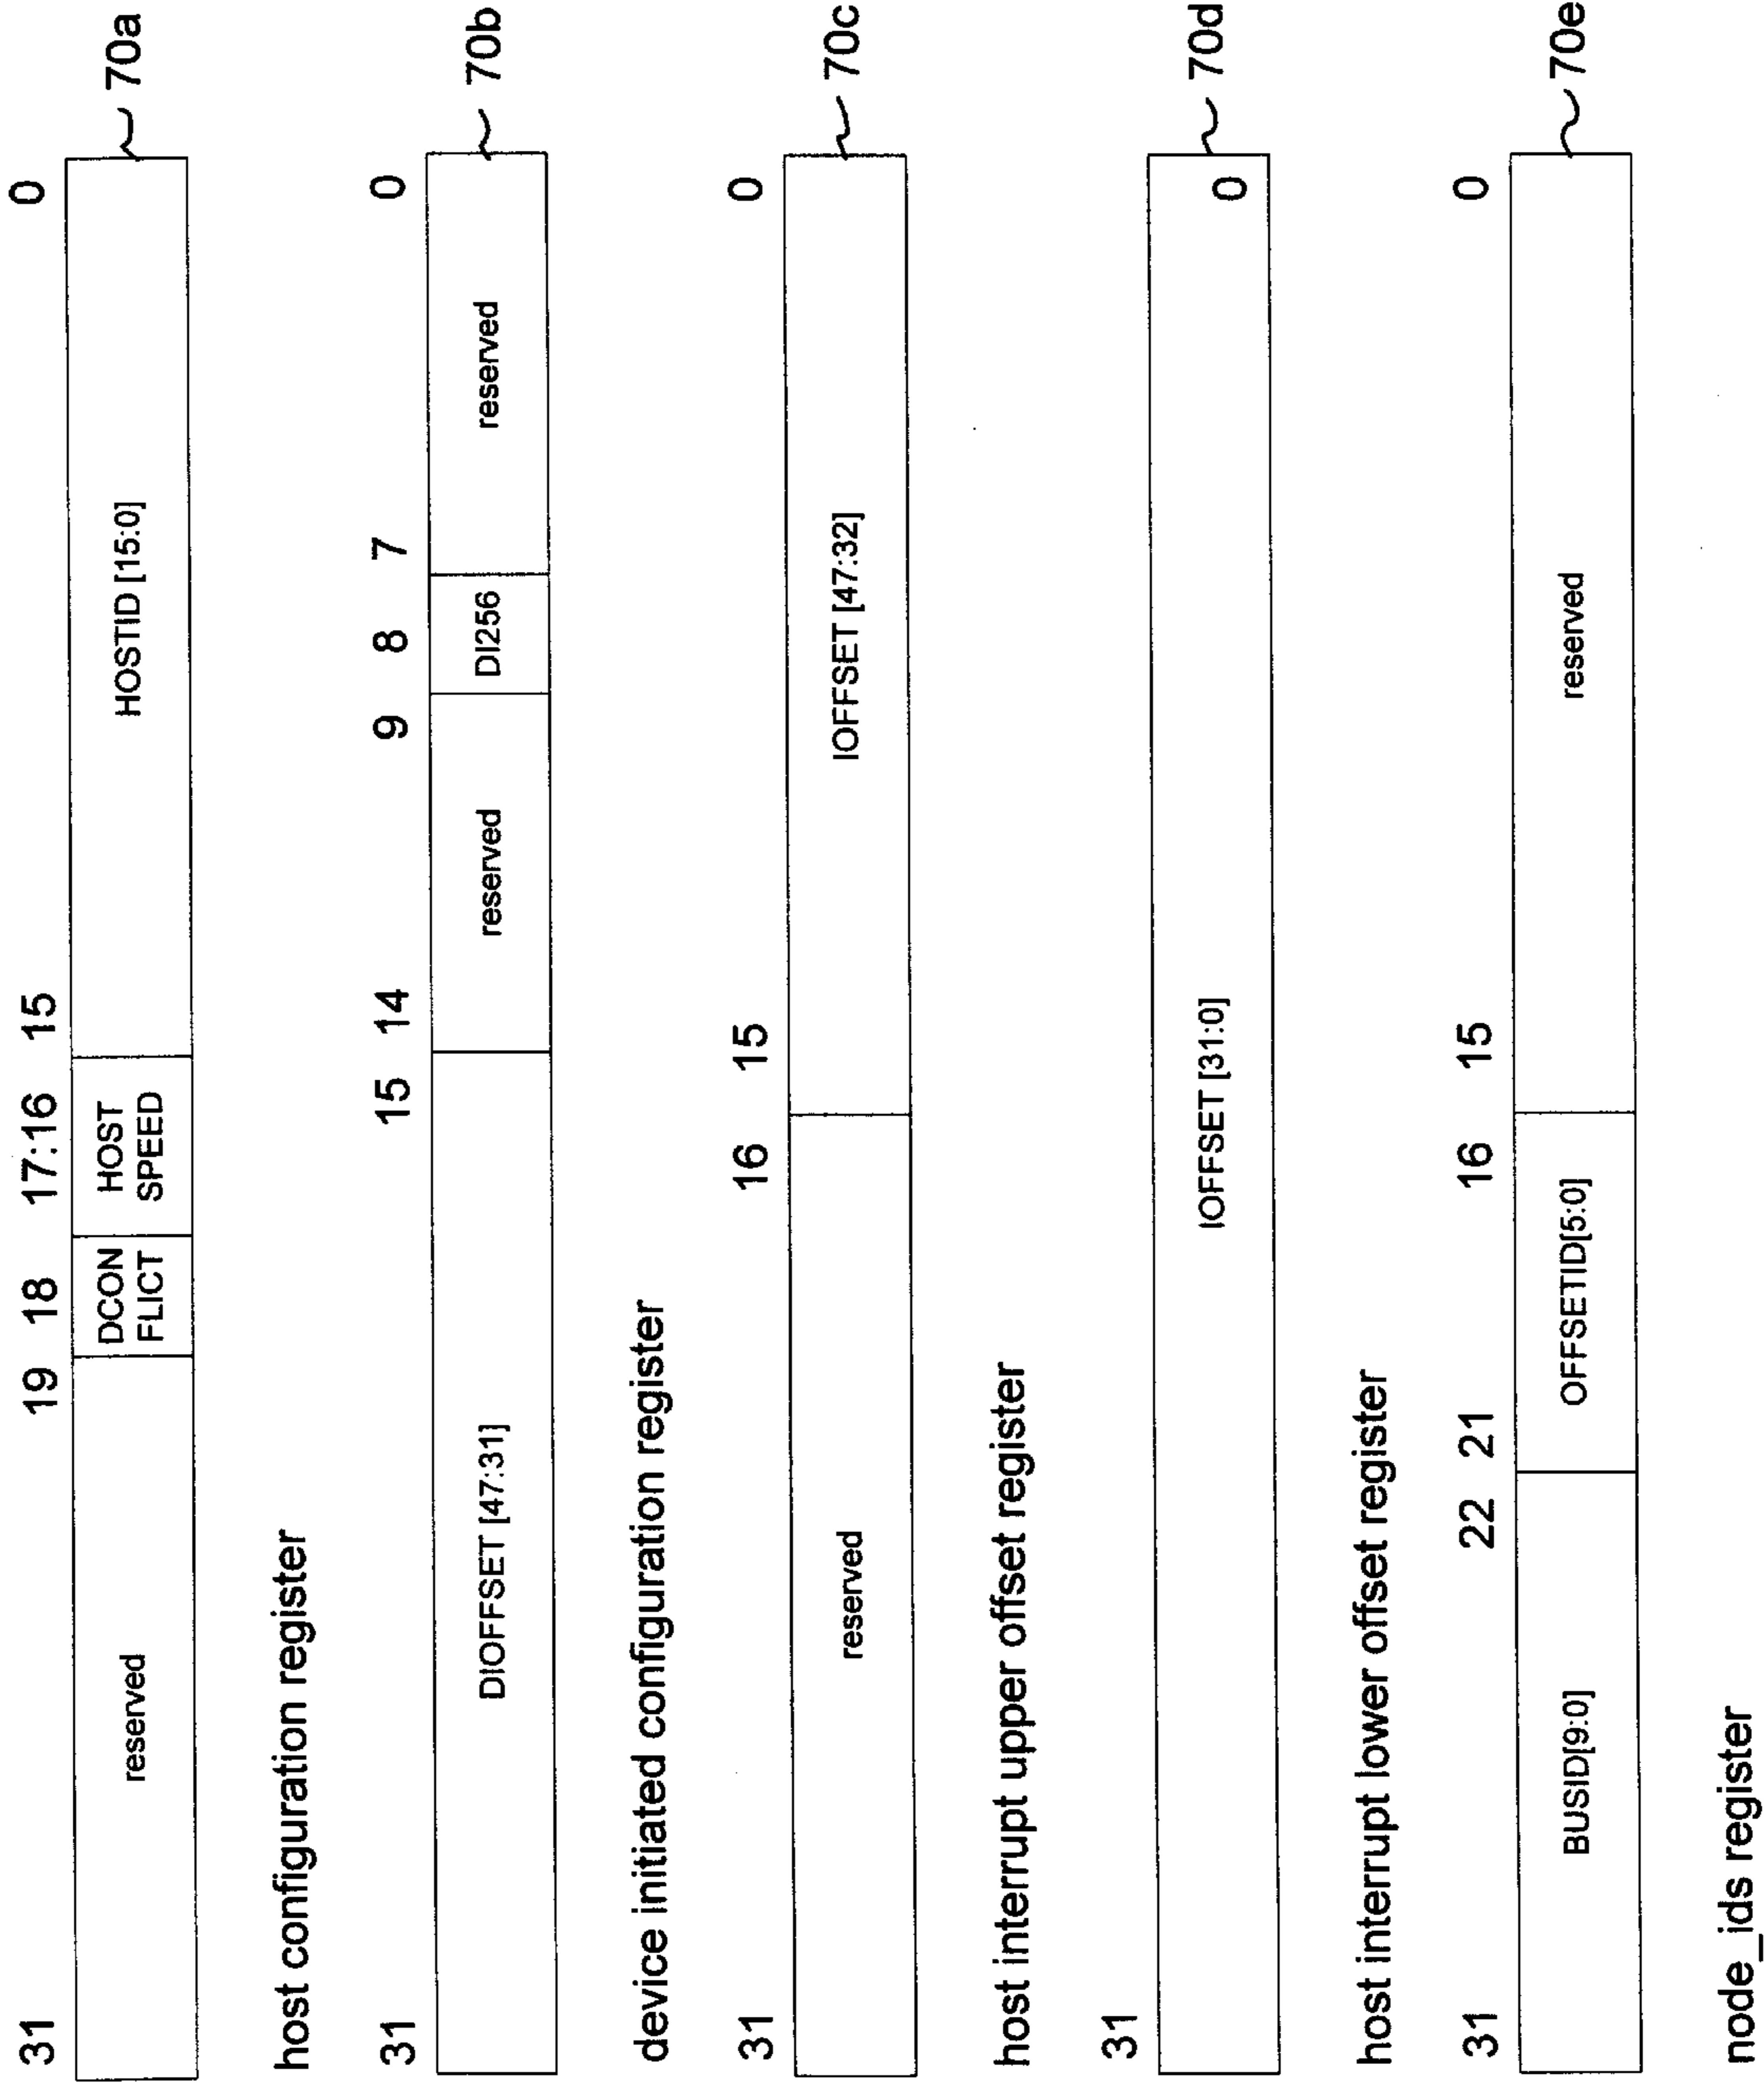 31 19 18 17:16 15 0
reserved DCON FLICT HOST SPEED HOSTID [15:0] 70a
host configuration register
31 15 14 9 8 7 0
DIOFFSET [47:31] reserved DI256 reserved 70b
device initiated configuration register
31 16 15 0
reserved IOFFSET [47:32] 70c
host interrupt upper offset register
31
IOFFSET [31:0] 0 70d
host interrupt lower offset register
31 22 21 16 15 0
BUSID[9:0] OFFSETID[5:0] reserved 70e
node_ids register